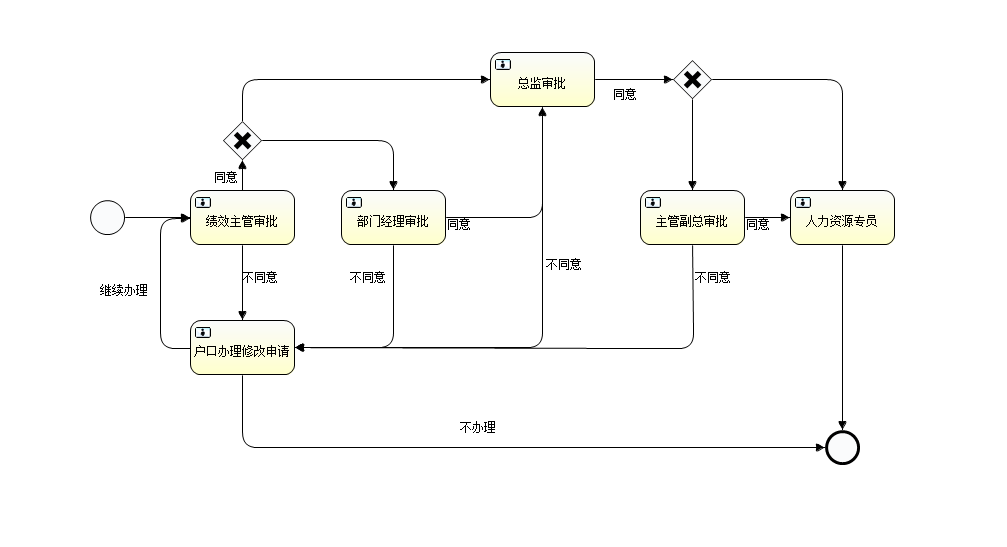 总监审批
同意
同意
绩效主管审批
部门经理审批
同意
主管副总审批
同意
人力资源专员
不同意
不同意
不同意
不同意
继续办理
户口办理修改申请
不办理